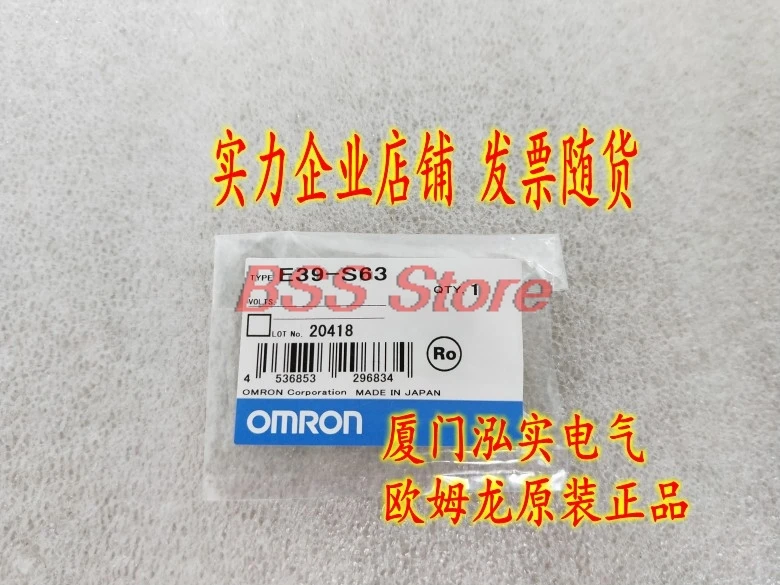 实力企业店铺 发票随货
TYPE E39-S63
QTY. 1
VOLTS
BSS Store
LOT No. 20418
Ro
4 536853 296834
OMRON Corporation MADE IN JAPAN
OMRON
厦门泓实电气
欧姆龙原装正品